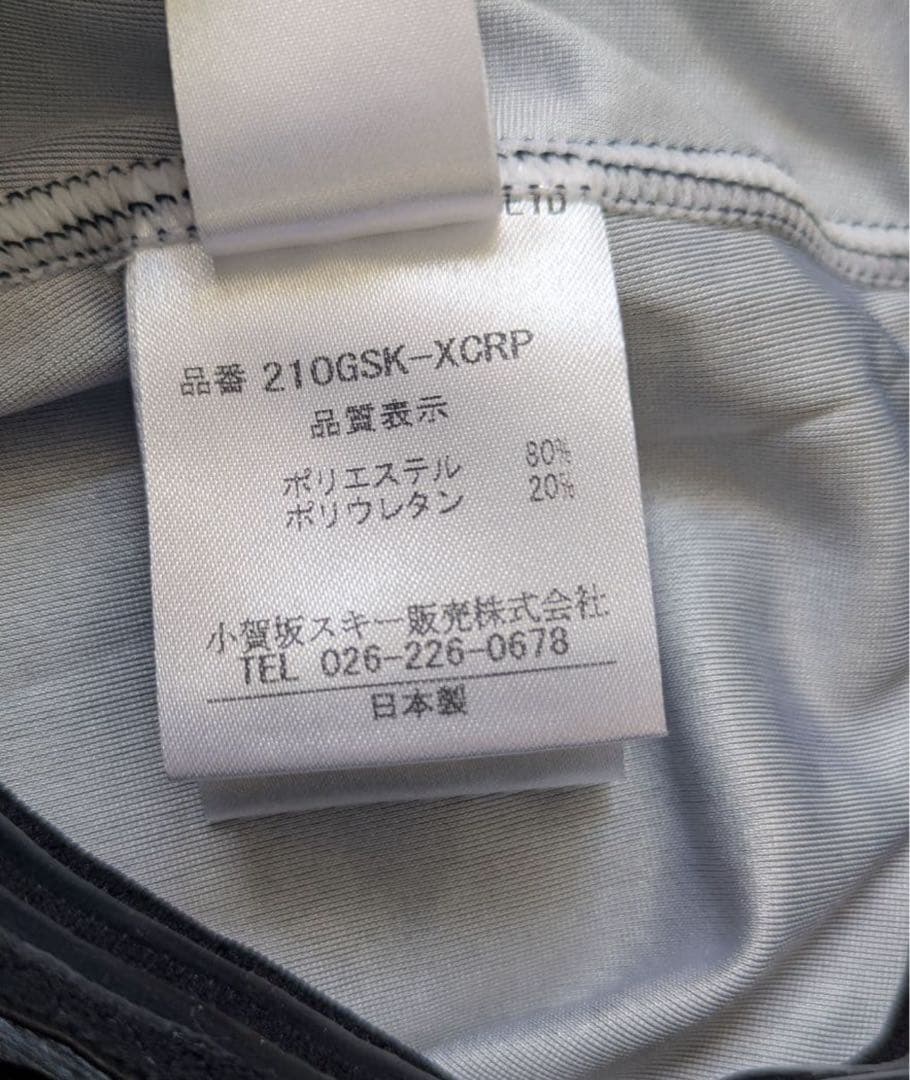 品番 210GSK-XCRP
品質表示
ポリエステル 80%
ポリウレタン 20%
小賀坂スキー販売株式会社
TEL 026-226-0678
日本製